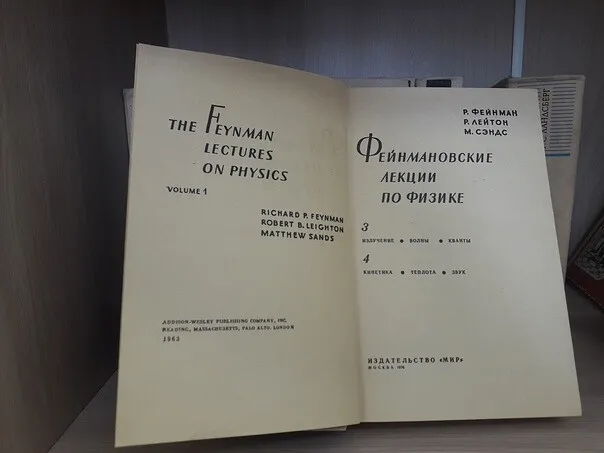 THE FEYNMAN
LECTURES
ON PHYSICS
VOLUME 1
RICHARD P. FEYNMAN
ROBERT B. LEIGHTON
MATTHEW SANDS
ADDISON-WESLEY PUBLISHING COMPANY, INC.
READING, MASSACHUSETTS, PALO ALTO, LONDON
1963
Р. ФЕЙНМАН
Р. ЛЕЙТОН
М. СЭНДС
ФЕЙНМАНОВСКИЕ
ЛЕКЦИИ
ПО ФИЗИКЕ
3
ИЗЛУЧЕНИЕ • ВОЛНЫ • КВАНТЫ
4
КИНЕТИКА • ТЕПЛОТА • ЗВУК
ИЗДАТЕЛЬСТВО «МИР»
МОСКВА
ЛАНДСБЕРГ